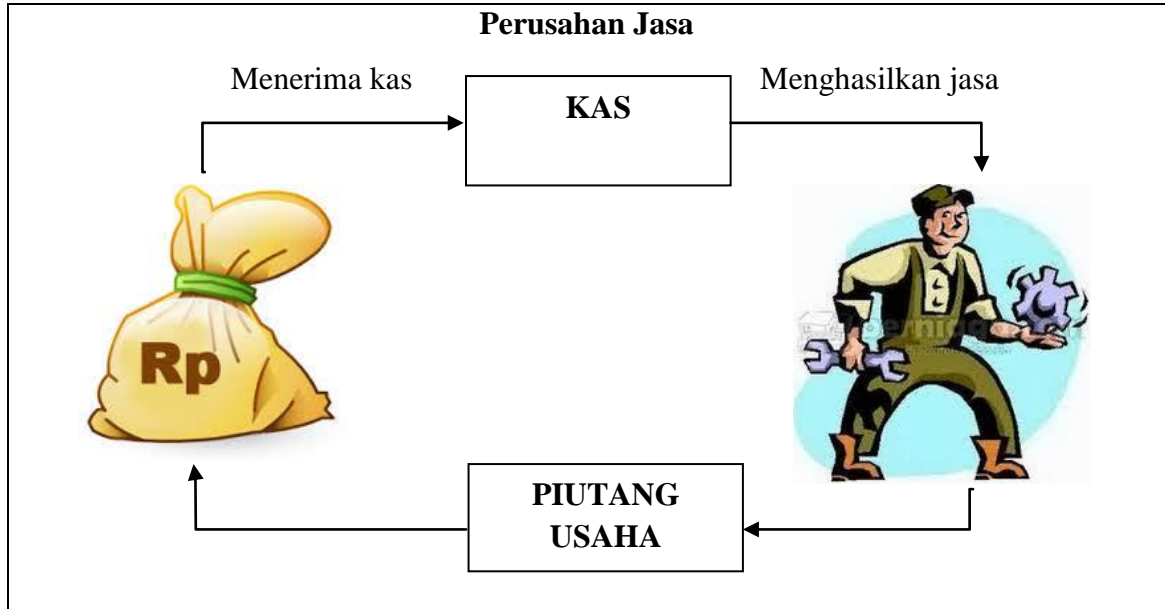 Perusahan Jasa
Menerima kas
KAS
Menghasilkan jasa
Rp
PIUTANG
USAHA